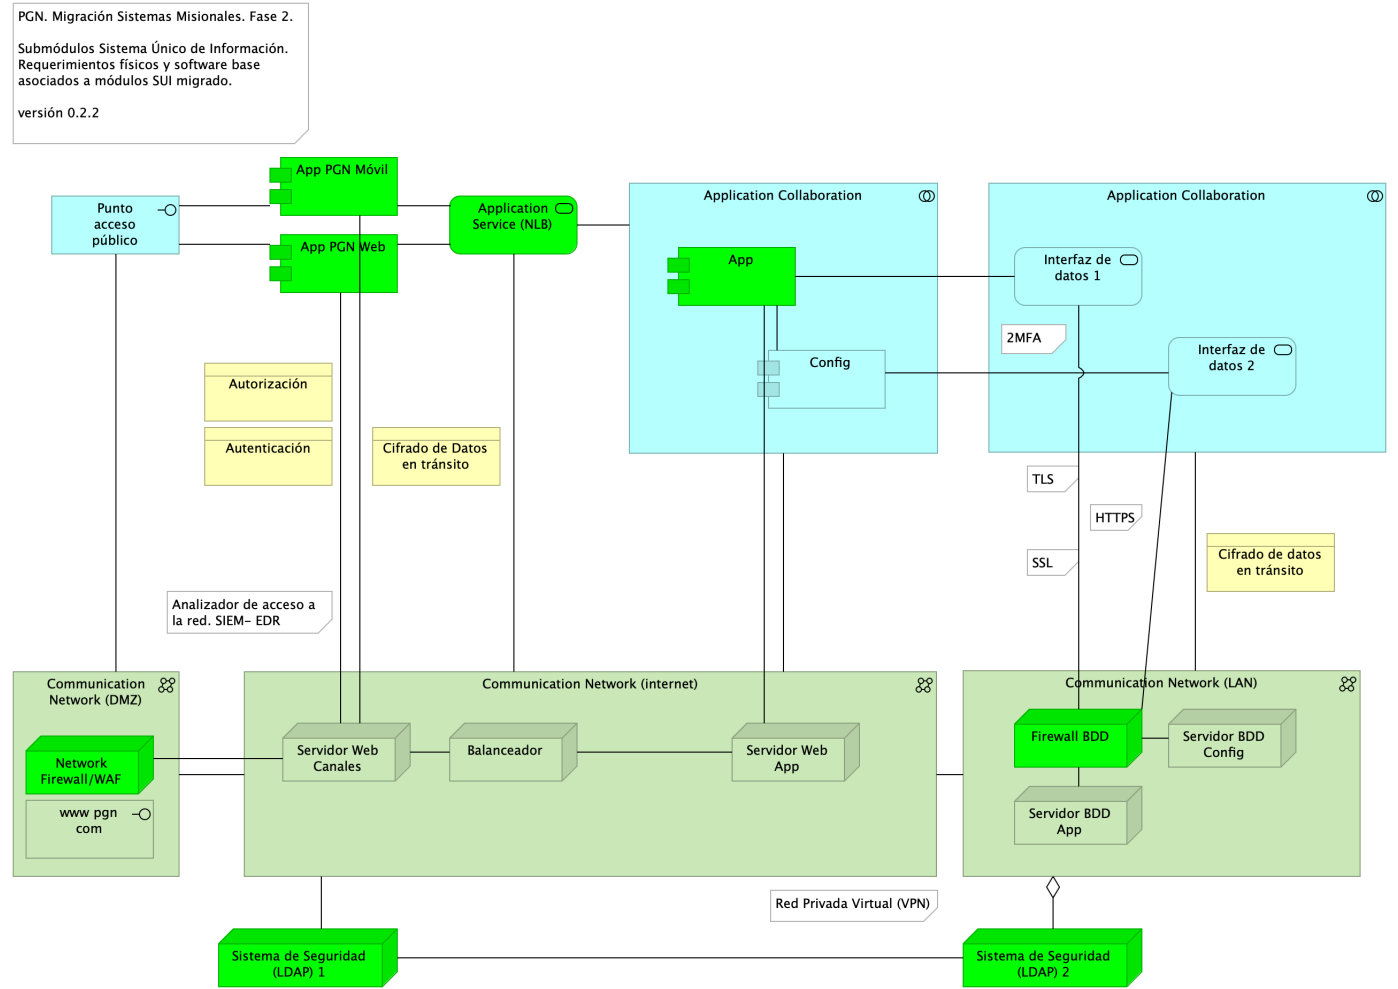 PGN. Migración Sistemas Misionales. Fase 2.
Submódulos Sistema Único de Información.
Requerimientos físicos y software base
asociados a módulos SUI migrado.
versión 0.2.2
Punto
acceso
público
App PGN Móvil
App PGN Web
Application
Service (NLB)
Application Collaboration
App
Config
Application Collaboration
Interfaz de
datos 1
2MFA
Interfaz de
datos 2
Autorización
Autenticación
Cifrado de Datos
en tránsito
TLS
HTTPS
SSL
Cifrado de datos
en tránsito
Analizador de acceso a
la red. SIEM- EDR
Communication
Network (DMZ)
Network
Firewall/WAF
www pgn
com
Communication Network (internet)
Servidor Web
Canales
Balanceador
Servidor Web
App
Communication Network (LAN)
Firewall BDD
Servidor BDD
Config
Servidor BDD
App
Red Privada Virtual (VPN)
Sistema de Seguridad
(LDAP) 1
Sistema de Seguridad
(LDAP) 2